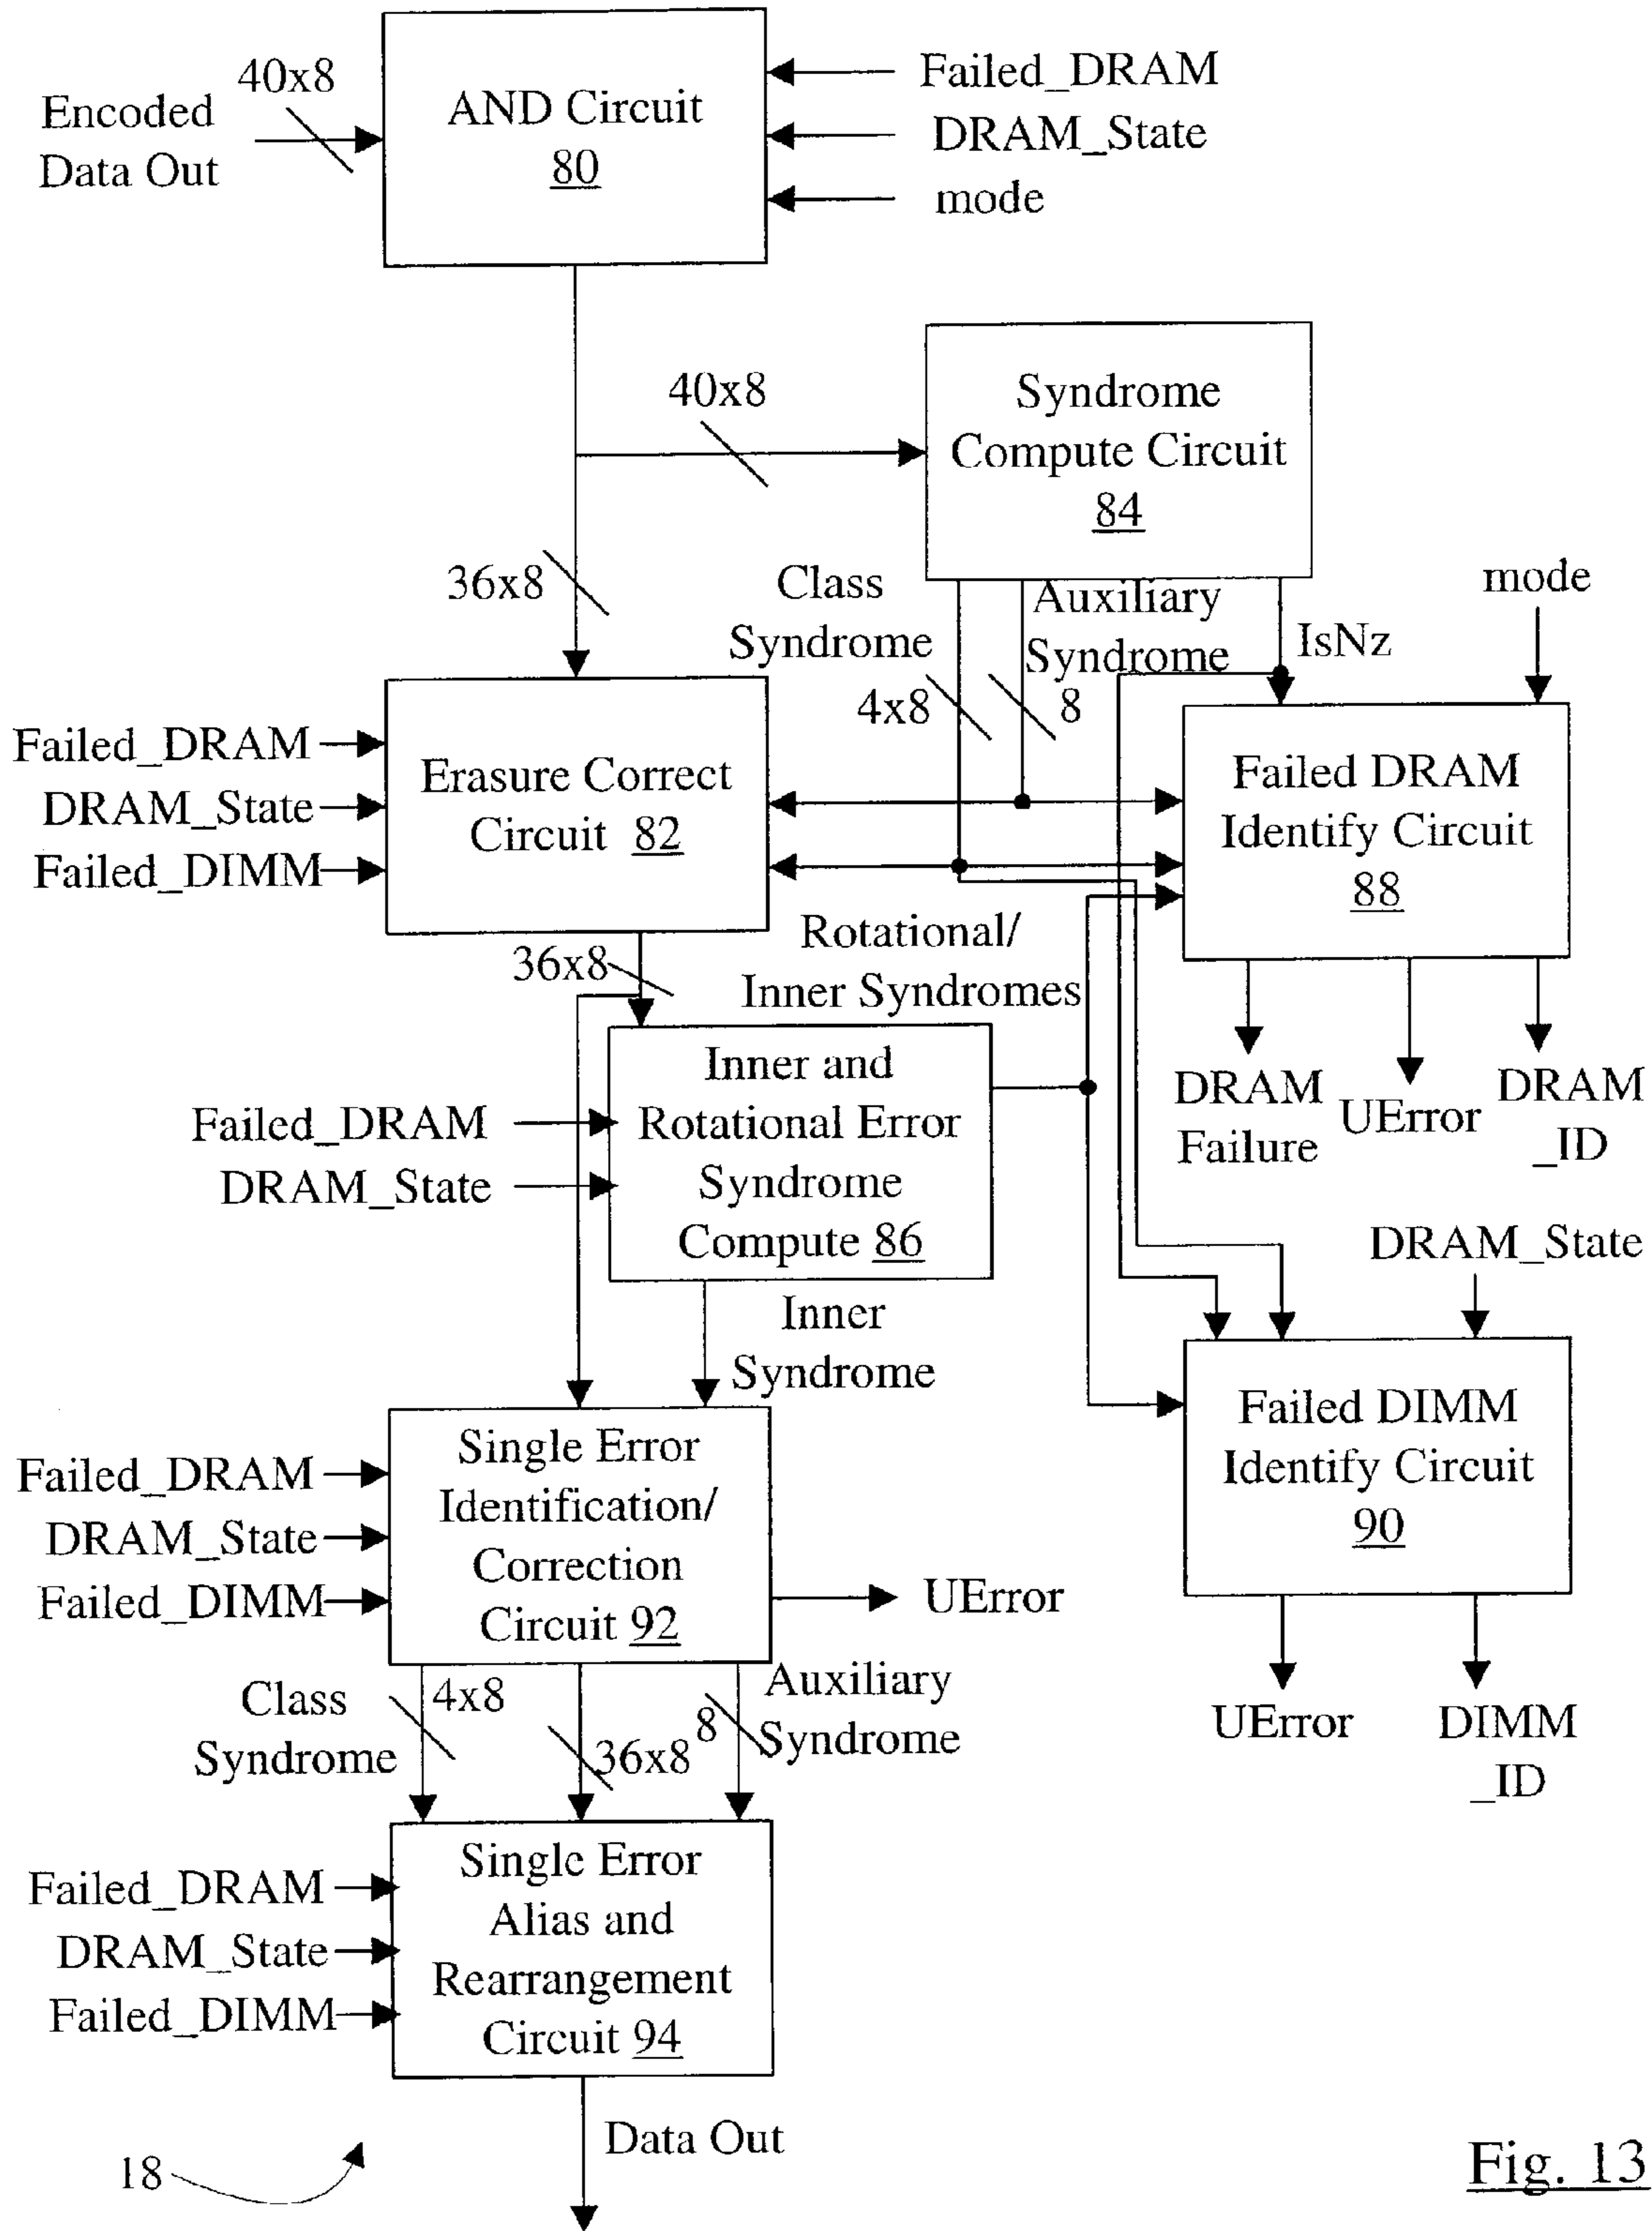 Encoded
Data Out
40x8
AND Circuit
80
Failed_DRAM
DRAM_State
mode
40x8
Syndrome
Compute Circuit
84
36x8
Class
Syndrome
4x8
Auxiliary
Syndrome
8
IsNz
mode
Failed_DRAM
DRAM_State
Failed_DIMM
Erasure Correct
Circuit 82
Failed DRAM
Identify Circuit
88
36x8
Rotational/
Inner Syndromes
Failed_DRAM
DRAM_State
Inner and
Rotational Error
Syndrome
Compute 86
DRAM
Failure
UError
DRAM
_ID
DRAM_State
Inner
Syndrome
Failed DIMM
Identify Circuit
90
Failed_DRAM
DRAM_State
Failed_DIMM
Single Error
Identification/
Correction
Circuit 92
UError
UError
DIMM
_ID
Class
Syndrome
4x8
36x8
8
Auxiliary
Syndrome
Failed_DRAM
DRAM_State
Failed_DIMM
Single Error
Alias and
Rearrangement
Circuit 94
Data Out
18
Fig. 13